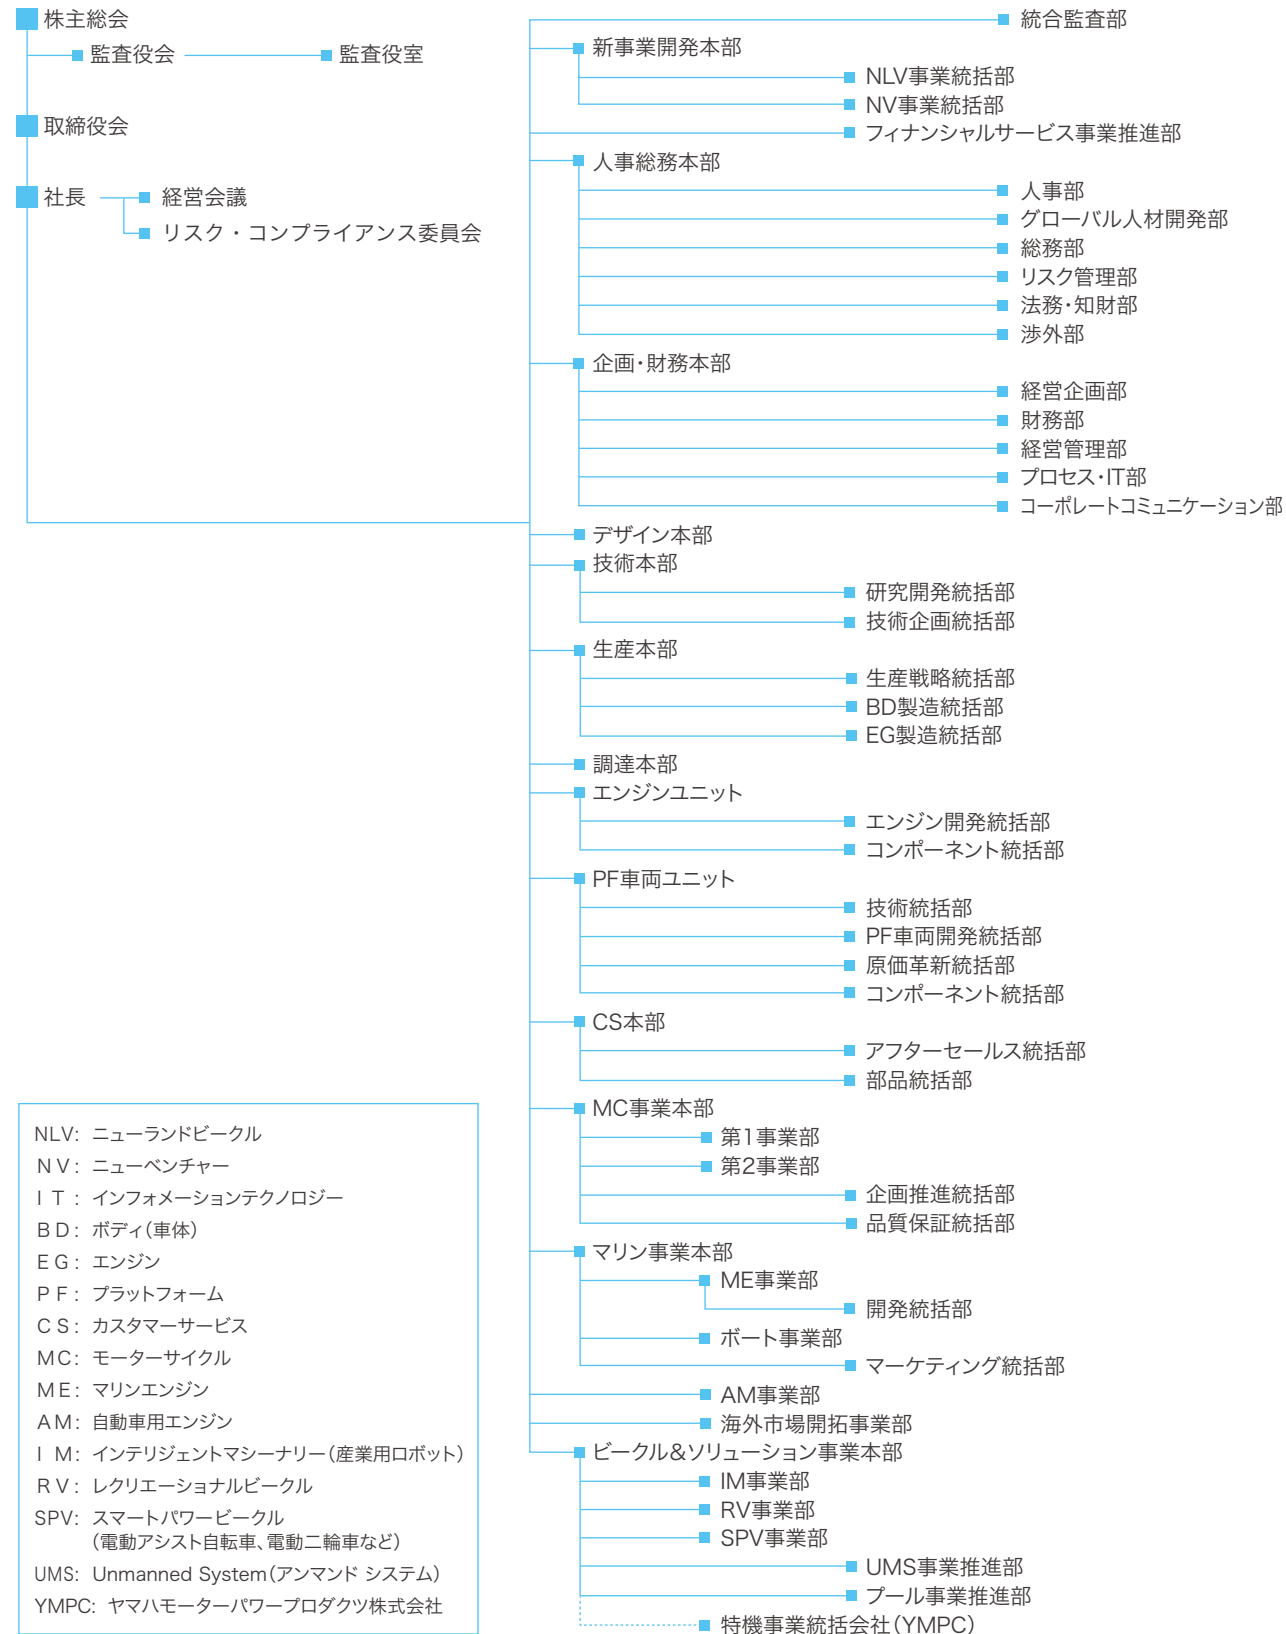 株主総会
監査役会
監査役室
取締役会
社長
経営会議
リスク・コンプライアンス委員会
統合監査部
新事業開発本部
NLV事業統括部
NV事業統括部
フィナンシャルサービス事業推進部
人事総務本部
人事部
グローバル人材開発部
総務部
リスク管理部
法務・知財部
渉外部
企画・財務本部
経営企画部
財務部
経営管理部
プロセス・IT部
コーポレートコミュニケーション部
デザイン本部
技術本部
研究開発統括部
技術企画統括部
生産本部
生産戦略統括部
BD製造統括部
EG製造統括部
調達本部
エンジンユニット
エンジン開発統括部
コンポーネント統括部
PF車両ユニット
技術統括部
PF車両開発統括部
原価革新統括部
コンポーネント統括部
CS本部
アフターセールス統括部
部品統括部
MC事業本部
第1事業部
第2事業部
企画推進統括部
品質保証統括部
マリン事業本部
ME事業部
開発統括部
ボート事業部
マーケティング統括部
AM事業部
海外市場開拓事業部
ビークル&ソリューション事業本部
IM事業部
RV事業部
SPV事業部
UMS事業推進部
プール事業推進部
特機事業統括会社(YMPC)
NLV: ニューランドビークル
NV: ニューベンチャー
IT: インフォメーションテクノロジー
BD: ボディ(車体)
EG: エンジン
PF: プラットフォーム
CS: カスタマーサービス
MC: モーターサイクル
ME: マリンエンジン
AM: 自動車用エンジン
IM: インテリジェントマシーナリー(産業用ロボット)
RV: レクリエーショナルビークル
SPV: スマートパワービークル
(電動アシスト自転車、電動二輪車など)
UMS: Unmanned System(アンマンド システム)
YMPC: ヤマハモーターパワープロダクツ株式会社